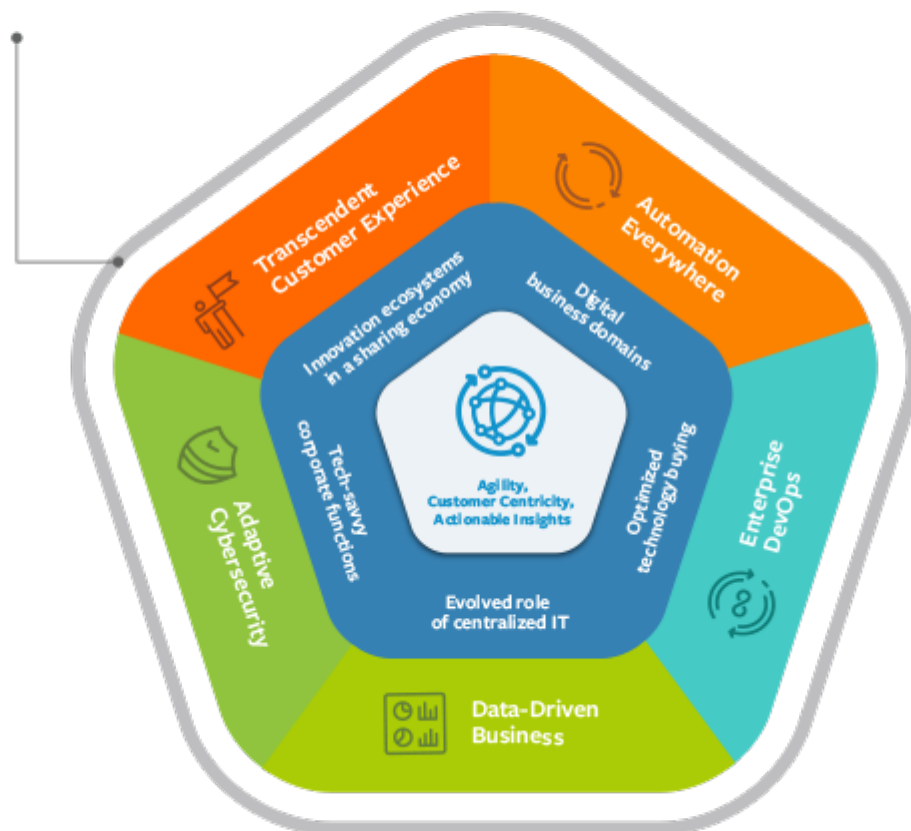 Transcendent
Customer Experience
Automation
Everywhere
Innovation ecosystems
in a sharing economy
Digital
business domains
Tech-savvy
corporate functions
Agility,
Customer Centricity,
Actionable Insights
Optimized
technology buying
Adaptive
Cybersecurity
Enterprise
DevOps
Evolved role
of centralized IT
Data-Driven
Business